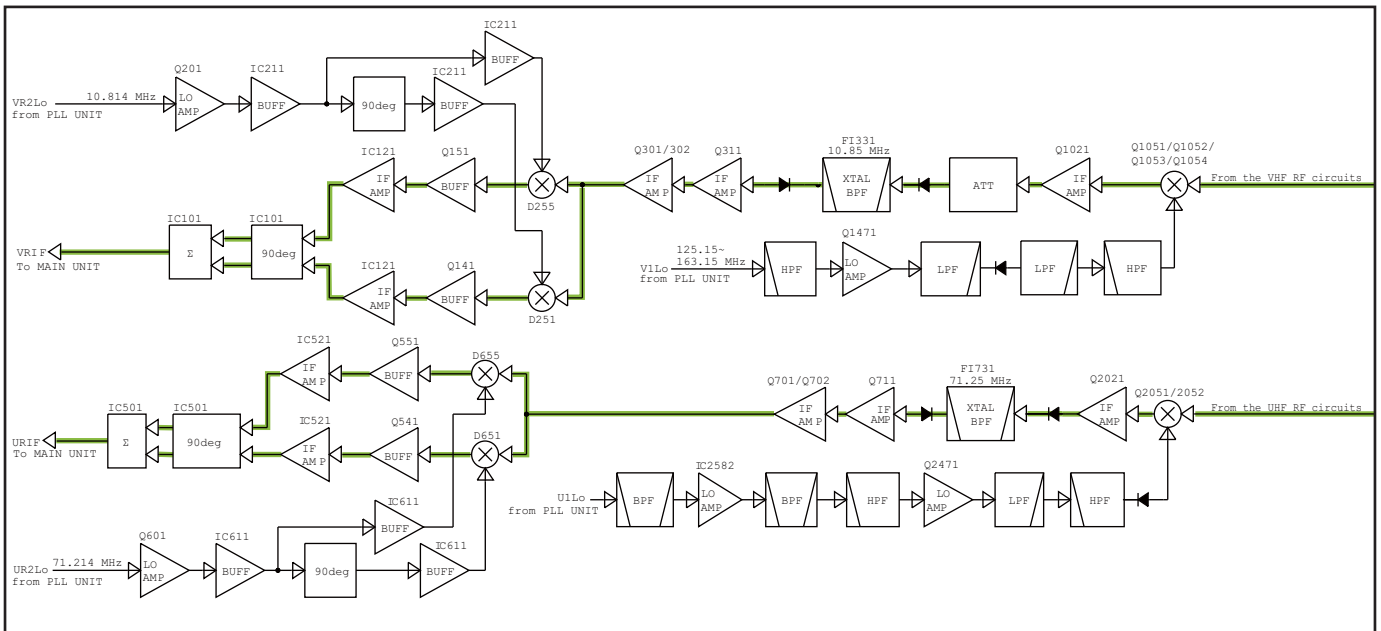 IC211
BUFF
Q201
IC211
IC211
VR2Lo
10.814 MHz
from PLL UNIT
LO
AMP
BUFF
90deg
BUFF
IC121
Q151
IF
AMP
BUFF
D255
Q301/302
Q311
IF
AMP
IF
AMP
FI331
10.85 MHz
XTAL
BPF
ATT
Q1021
IF
AMP
Q1051/Q1052/
Q1053/Q1054
From the VHF RF circuits
IC101
IC101
VRIF
To MAIN UNIT
Σ
90deg
IC121
Q141
IF
AMP
BUFF
D251
125.15~
163.15 MHz
V1Lo
from PLL UNIT
HPF
Q1471
LO
AMP
LPF
LPF
HPF
IC521
Q551
D655
IF
AMP
BUFF
IC501
IC501
URIF
To MAIN UNIT
Σ
90deg
IC521
Q541
D651
IF
AMP
BUFF
Q701/Q702
Q711
IF
AMP
IF
AMP
FI731
71.25 MHz
XTAL
BPF
Q2021
IF
AMP
Q2051/2052
From the UHF RF circuits
U1Lo
from PLL UNIT
BPF
IC2582
LO
AMP
BPF
HPF
Q2471
LO
AMP
LPF
HPF
IC611
BUFF
Q601
IC611
IC611
UR2Lo
71.214 MHz
from PLL UNIT
LO
AMP
BUFF
90deg
BUFF